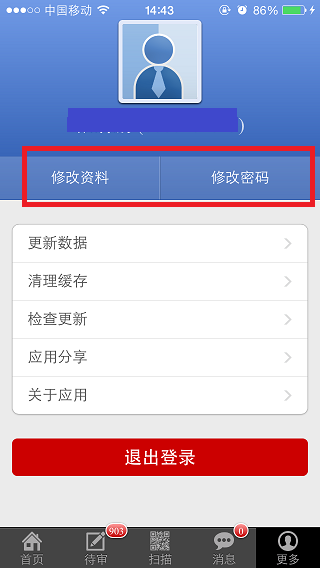 中国移动 14:43 86%
修改资料 修改密码
更新数据
清理缓存
检查更新
应用分享
关于应用
退出登录
903 0
首页 待审 扫描 消息 更多